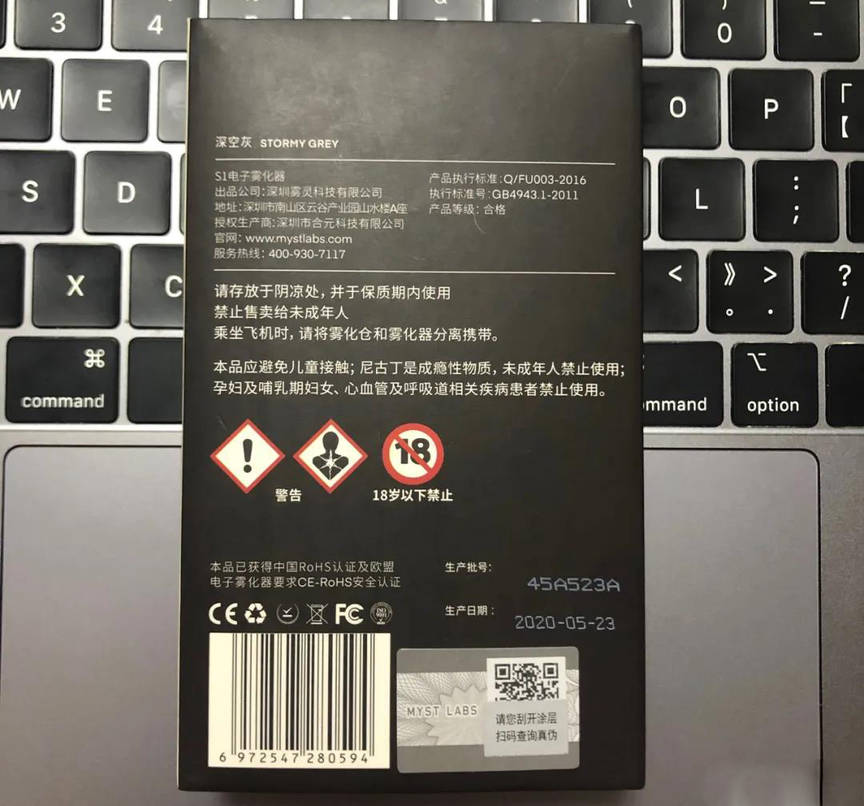 3
4
0
-
W
E
O
P
「
【
S
D
L
:
;
X
C
<
》 >
。 .
?
/
⌘
command
mmand
⌥
option
深空灰 STORMY GREY
S1电子雾化器
出品公司:深圳雾灵科技有限公司
地址:深圳市南山区云谷产业园山水楼A座
授权生产商:深圳市合元科技有限公司
官网: www.mystlabs.com
服务热线: 400-930-7117
产品执行标准:Q/FU003-2016
执行标准号:GB4943.1-2011
产品等级: 合格
请存放于阴凉处, 并于保质期内使用
禁止售卖给未成年人
乘坐飞机时, 请将雾化仓和雾化器分离携带。
本品应避免儿童接触; 尼古丁是成瘾性物质, 未成年人禁止使用;
孕妇及哺乳期妇女、心血管及呼吸道相关疾病患者禁止使用。
!
18
警告
18岁以下禁止
本品已获得中国RoHS认证及欧盟
电子雾化器要求CE-RoHS安全认证
生产批号:
45A523A
生产日期:
2020-05-23
CE
FC
6 972547 280594
MYST LABS
请您刮开涂层
扫码查询真伪